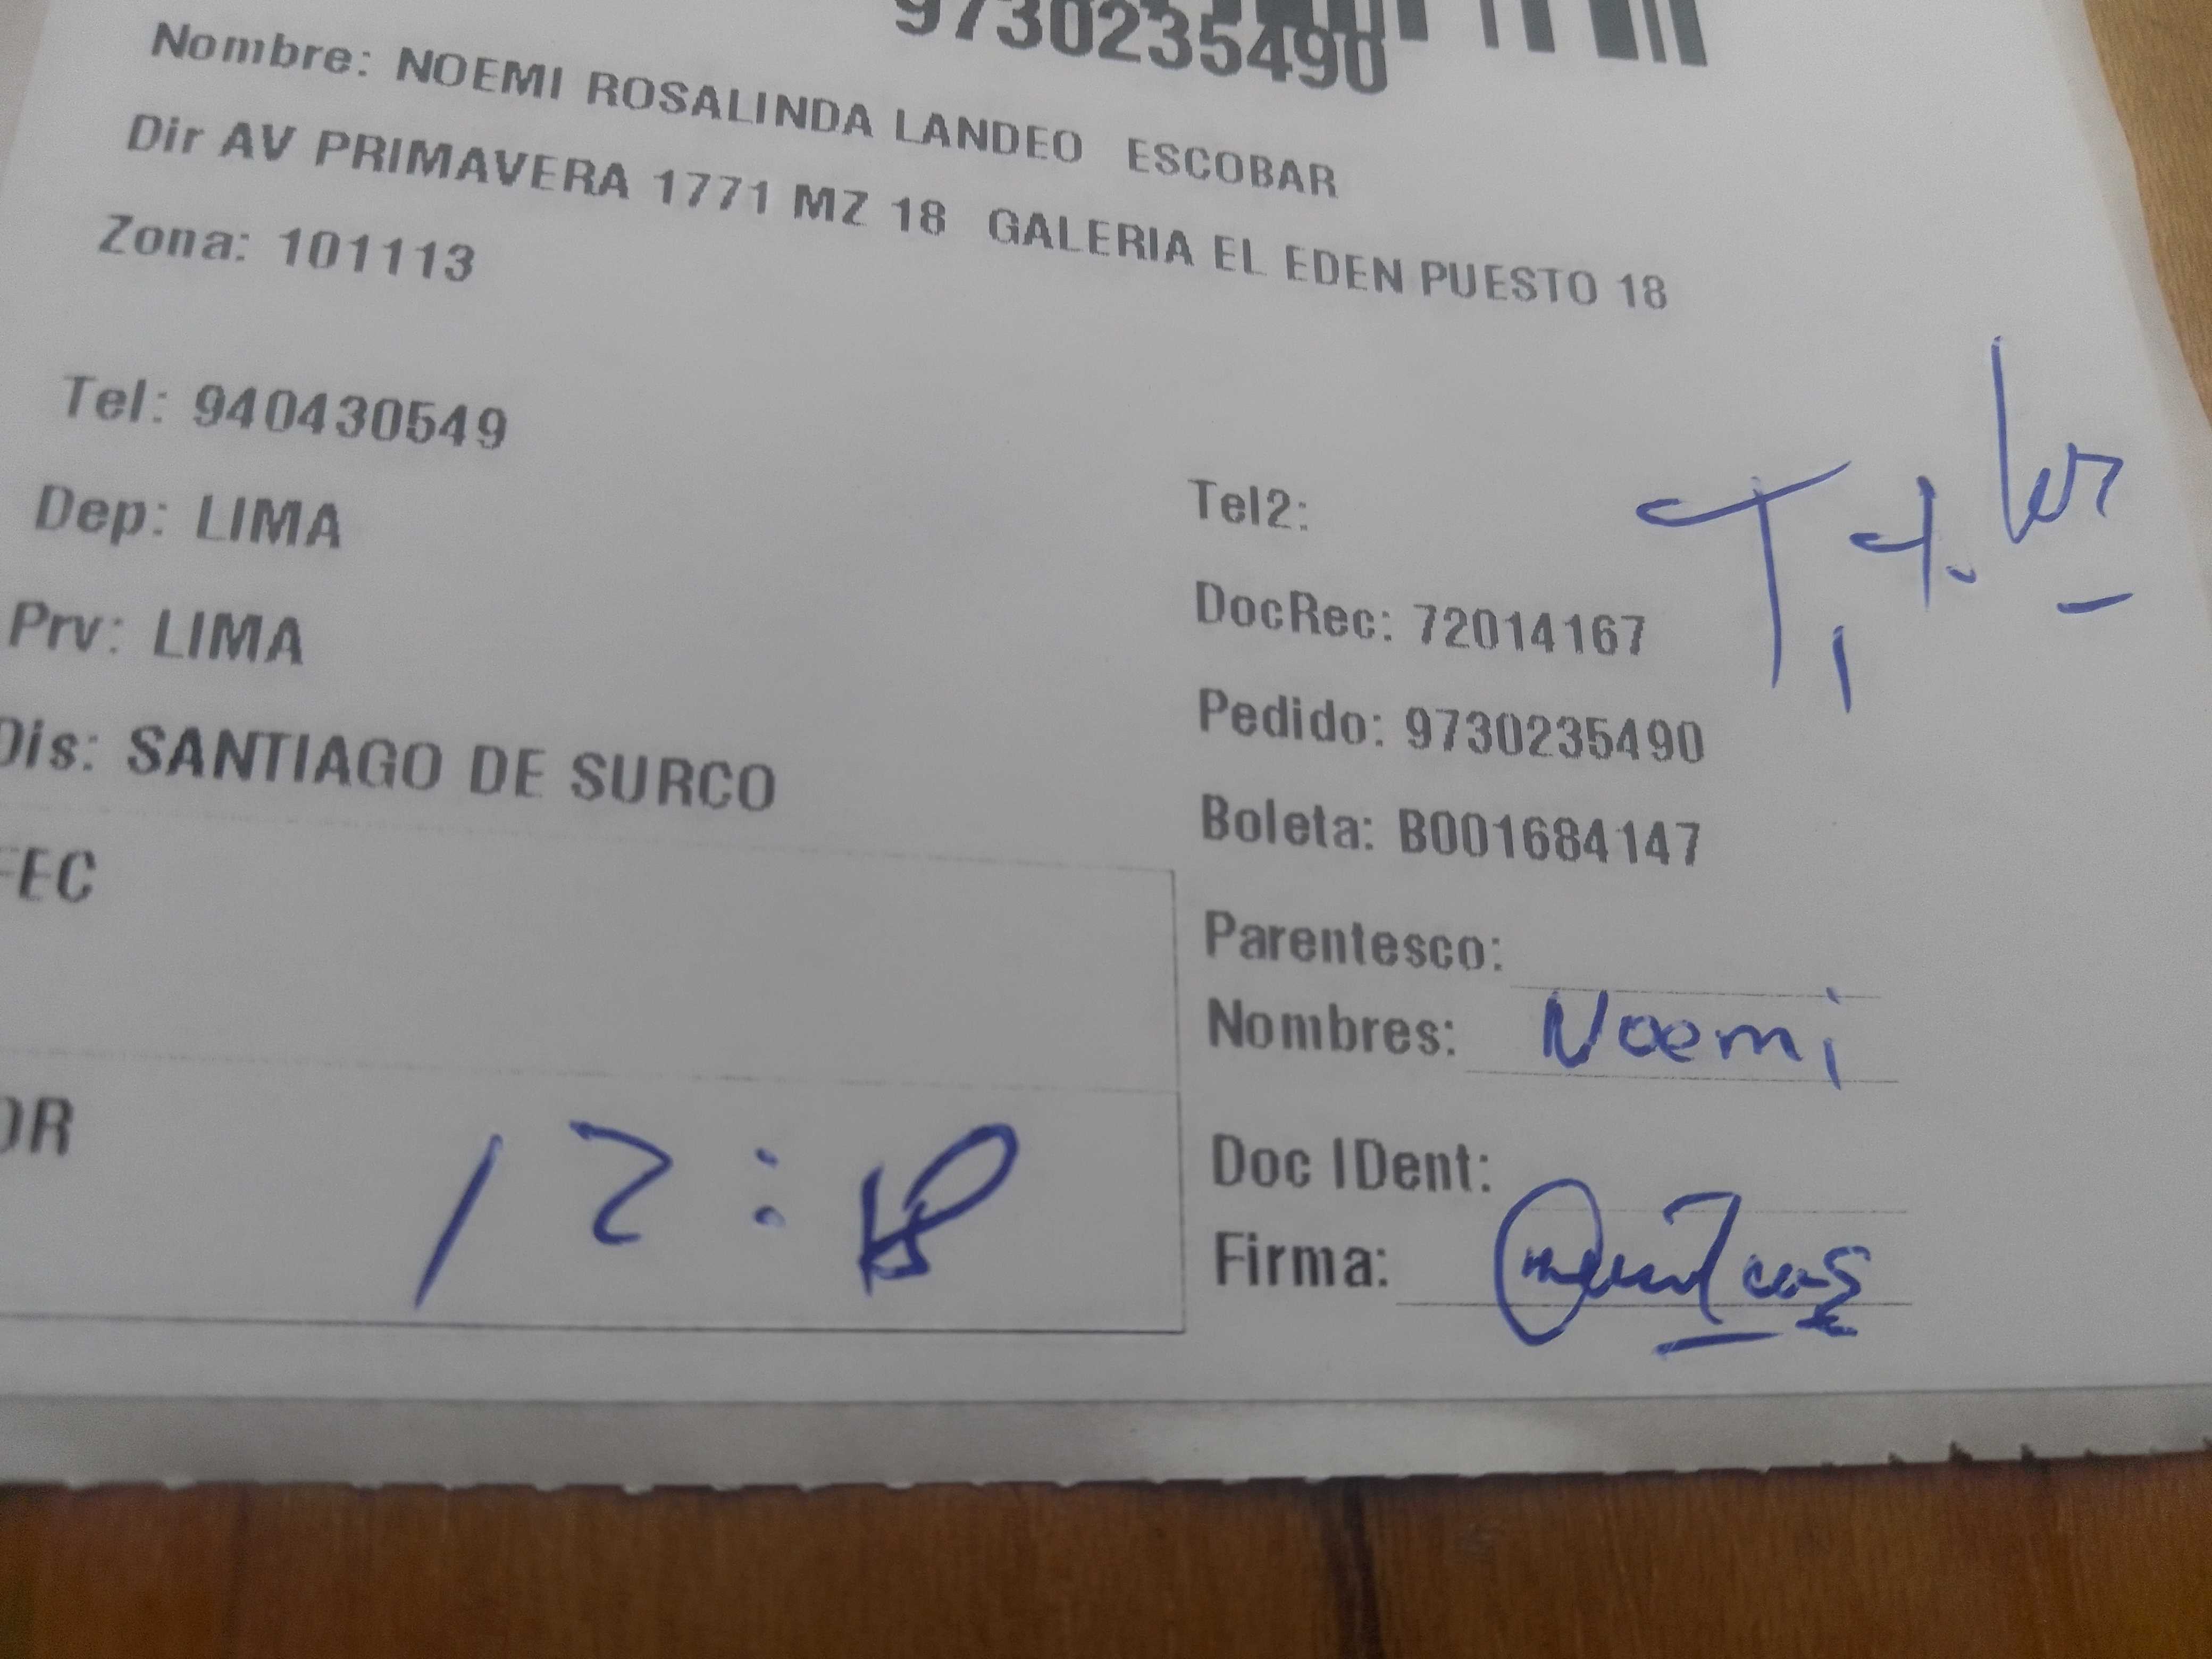 9730235490
Nombre: NOEMI ROSALINDA LANDEO ESCOBAR
Dir AV PRIMAVERA 1771 MZ 18 GALERIA EL EDEN PUESTO 18
Zona: 101113
Tel: 940430549
Tel2:
Dep: LIMA
DocRec: 72014167
Prv: LIMA
Pedido: 9730235490
Dis: SANTIAGO DE SURCO
Boleta: B001684147
FEC
Parentesco:
Nombres: Noemi
OR
12:
Doc IDent:
Firma: